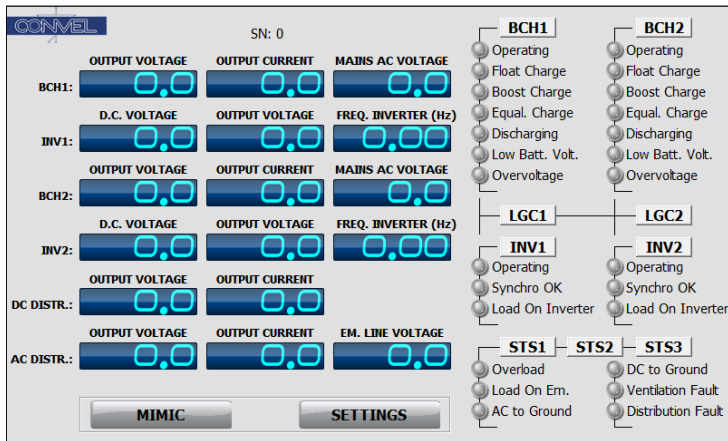 CONVEL
SN: 0
OUTPUT VOLTAGE OUTPUT CURRENT MAINS AC VOLTAGE
BCH1: 0.0 0.0 0.0
D.C. VOLTAGE OUTPUT VOLTAGE FREQ. INVERTER (Hz)
INV1: 0.0 0.0 0.00
OUTPUT VOLTAGE OUTPUT CURRENT MAINS AC VOLTAGE
BCH2: 0.0 0.0 0.0
D.C. VOLTAGE OUTPUT VOLTAGE FREQ. INVERTER (Hz)
INV2: 0.0 0.0 0.00
OUTPUT VOLTAGE OUTPUT CURRENT
DC DISTR.: 0.0 0.0
OUTPUT VOLTAGE OUTPUT CURRENT EM. LINE VOLTAGE
AC DISTR.: 0.0 0.0 0.0
MIMIC SETTINGS
BCH1 BCH2
Operating Operating
Float Charge Float Charge
Boost Charge Boost Charge
Equal. Charge Equal. Charge
Discharging Discharging
Low Batt. Volt. Low Batt. Volt.
Overvoltage Overvoltage
LGC1 LGC2
INV1 INV2
Operating Operating
Synchro OK Synchro OK
Load On Inverter Load On Inverter
STS1 STS2 STS3
Overload DC to Ground
Load On Em. Ventilation Fault
AC to Ground Distribution Fault